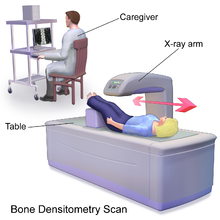 Caregiver
X-ray arm
Table
Bone Densitometry Scan